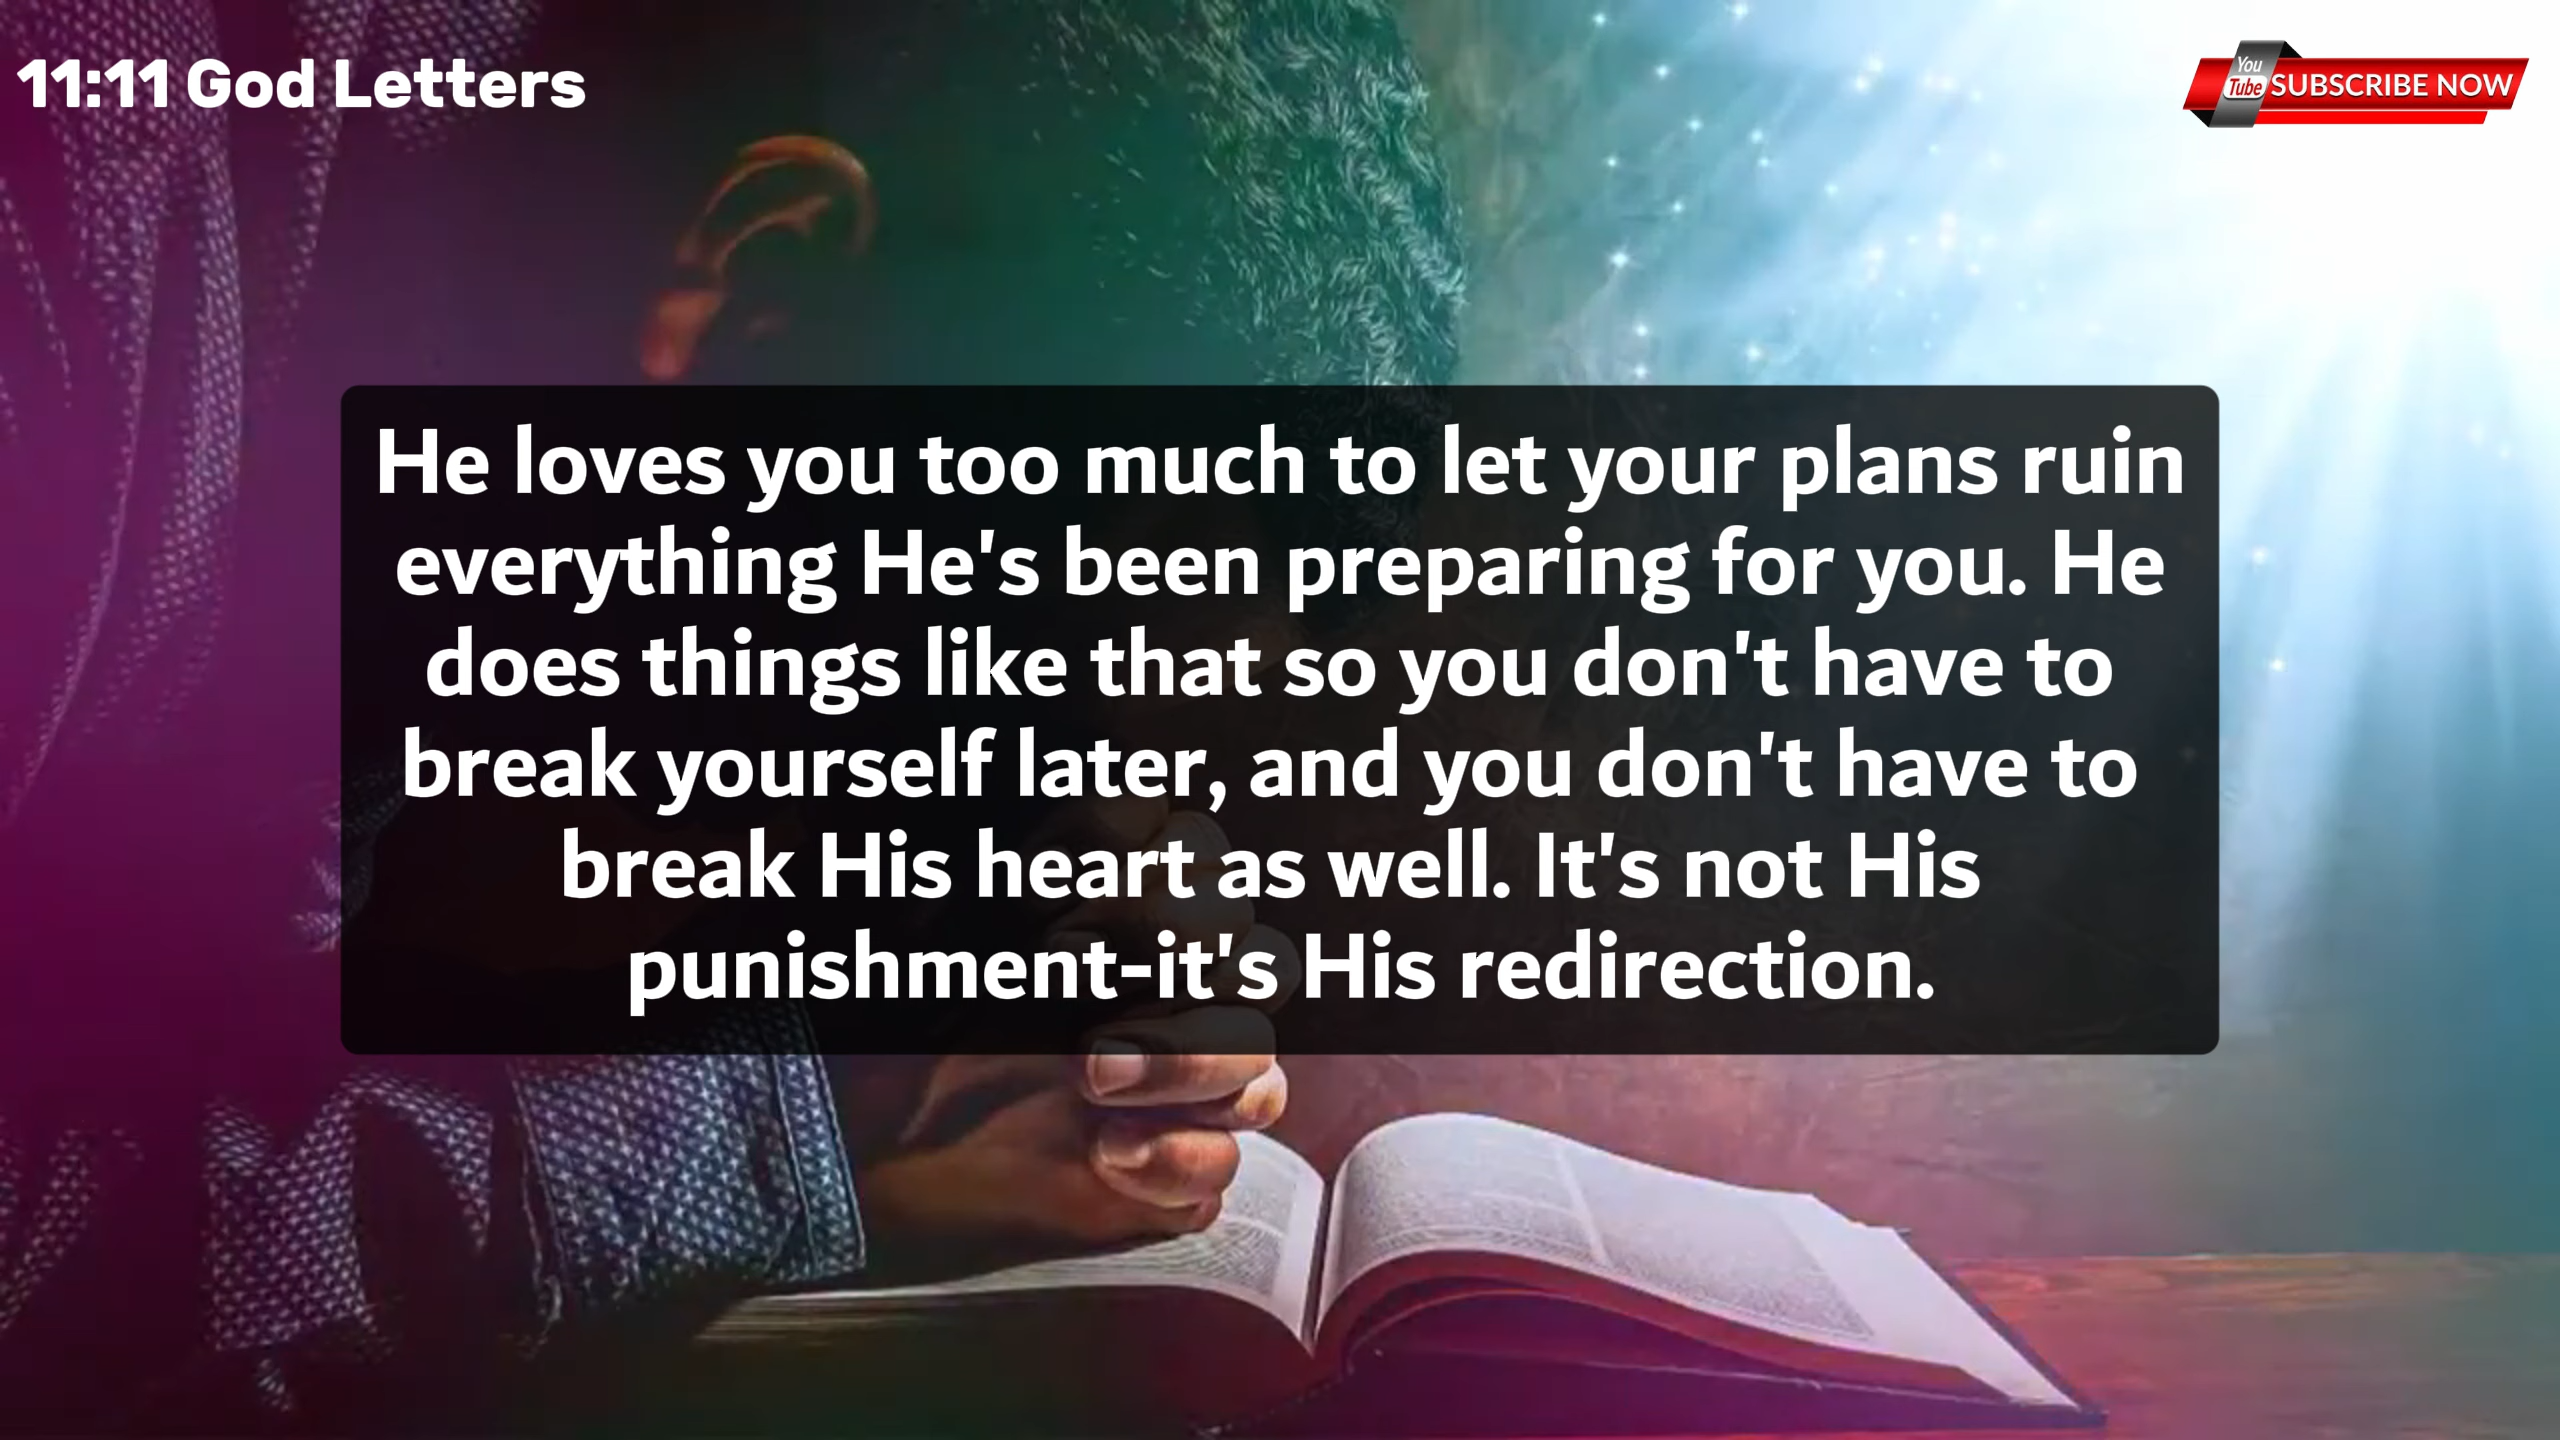 11:11 God Letters
You
Tube
SUBSCRIBE NOW
He loves you too much to let your plans ruin
everything He's been preparing for you. He
does things like that so you don't have to
break yourself later, and you don't have to
break His heart as well. It's not His
punishment-it's His redirection.